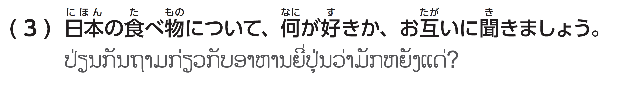 (3)日本の食べ物について、何が好きか、お互いに聞きましょう。
ປ່ຽນກັນຖາມກ່ຽວກັບອາຫານຍີ່ປຸ່ນວ່າມັກຫຍັງແດ່?